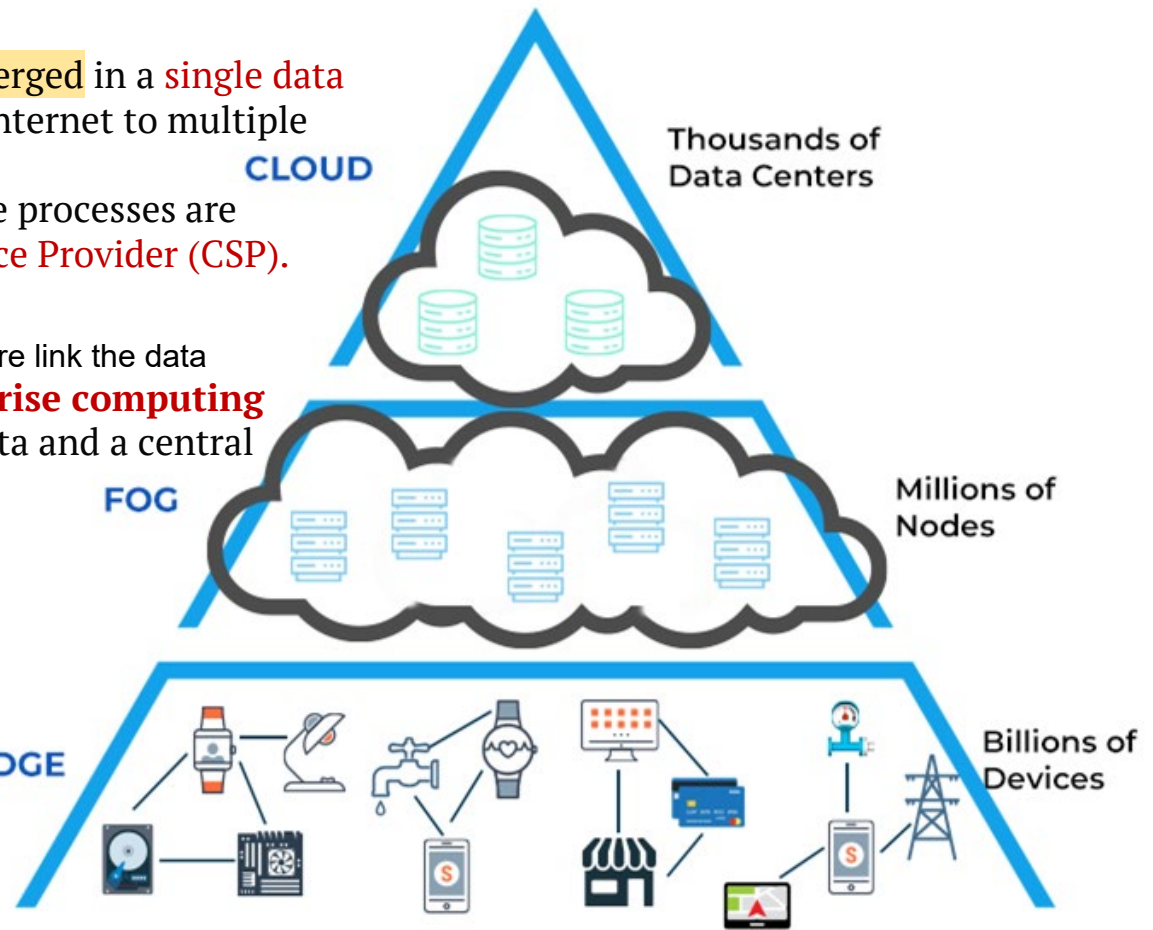 erged in a single data
nternet to multiple
CLOUD
Thousands of
Data Centers
e processes are
ce Provider (CSP).
re link the data
rise computing
ta and a central
FOG
Millions of
Nodes
DGE
Billions of
Devices
S
S